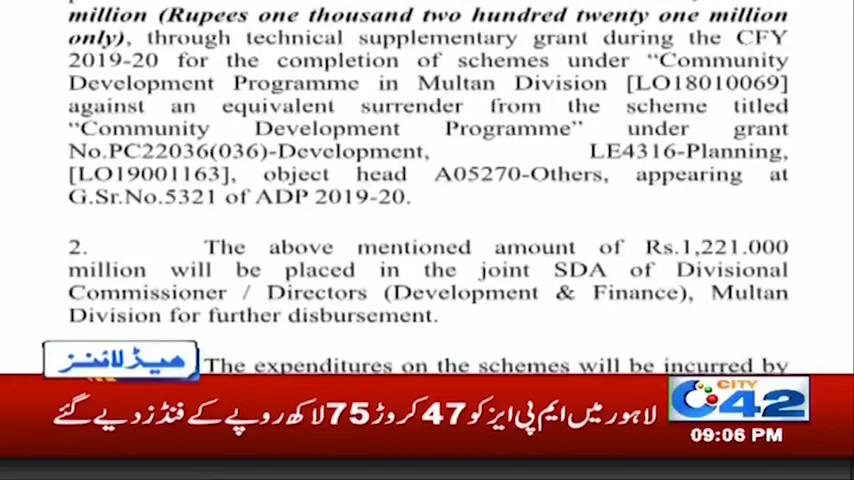 million (Rupees one thousand two hundred twenty one million
only), through technical supplementary grant during the CFY
2019-20 for the completion of schemes under “Community
Development Programme in Multan Division [LO18010069]
against an equivalent surrender from the scheme titled
“Community Development Programme” under grant
No.PC22036(036)-Development, LE4316-Planning,
[LO19001163], object head A05270-Others, appearing at
G.Sr.No.5321 of ADP 2019-20.
2. The above mentioned amount of Rs.1,221.000
million will be placed in the joint SDA of Divisional
Commissioner / Directors (Development & Finance), Multan
Division for further disbursement.
The expenditures on the schemes will be incurred by
ہیڈلائنز
لاہور میں ایم پی ایز کو 47 کروڑ 75 لاکھ روپے کے فنڈز دیے گئے
CITY
42
09:06 PM